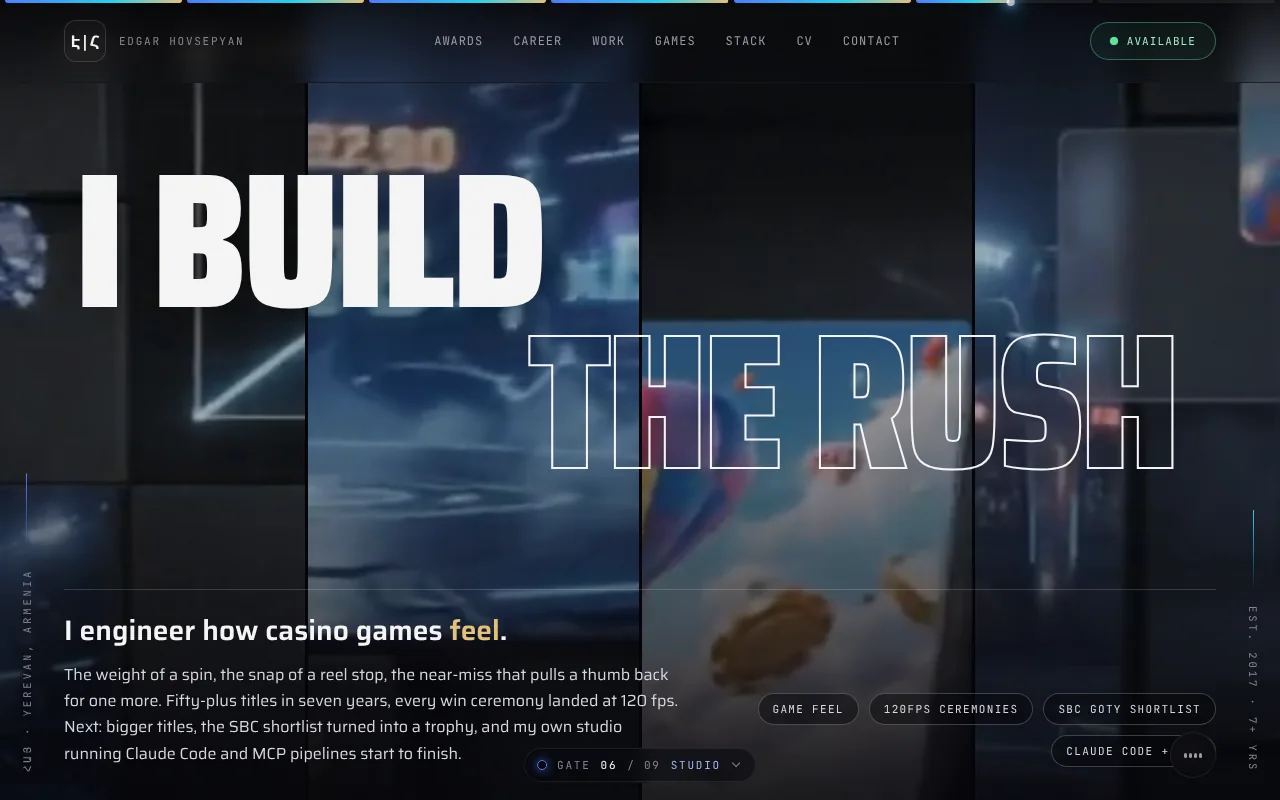 է|Հ EDGAR HOVSEPYAN
AWARDS CAREER WORK GAMES STACK CV CONTACT
AVAILABLE
I BUILD
THE RUSH
I engineer how casino games feel.
The weight of a spin, the snap of a reel stop, the near-miss that pulls a thumb back
for one more. Fifty-plus titles in seven years, every win ceremony landed at 120 fps.
Next: bigger titles, the SBC shortlist turned into a trophy, and my own studio
running Claude Code and MCP pipelines start to finish.
GAME FEEL 120FPS CEREMONIES SBC GOTY SHORTLIST
CLAUDE CODE +
GATE 06 / 09 STUDIO
ՀՅՑ · YEREVAN, ARMENIA
EST. 2017 · 7+ YRS